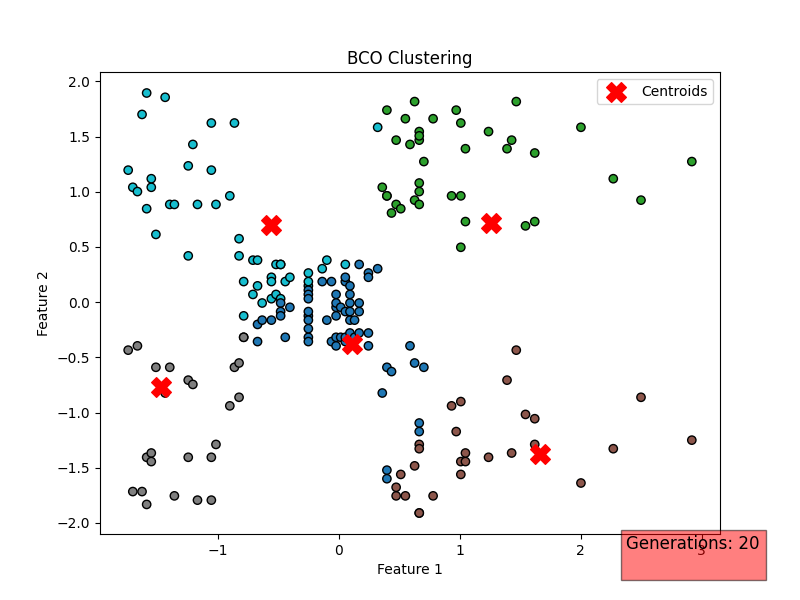 BCO Clustering
Centroids
2.0
1.5
1.0
0.5
0.0
−0.5
−1.0
−1.5
−2.0
Feature 2
−1
0
1
2
3
Feature 1
Generations: 20